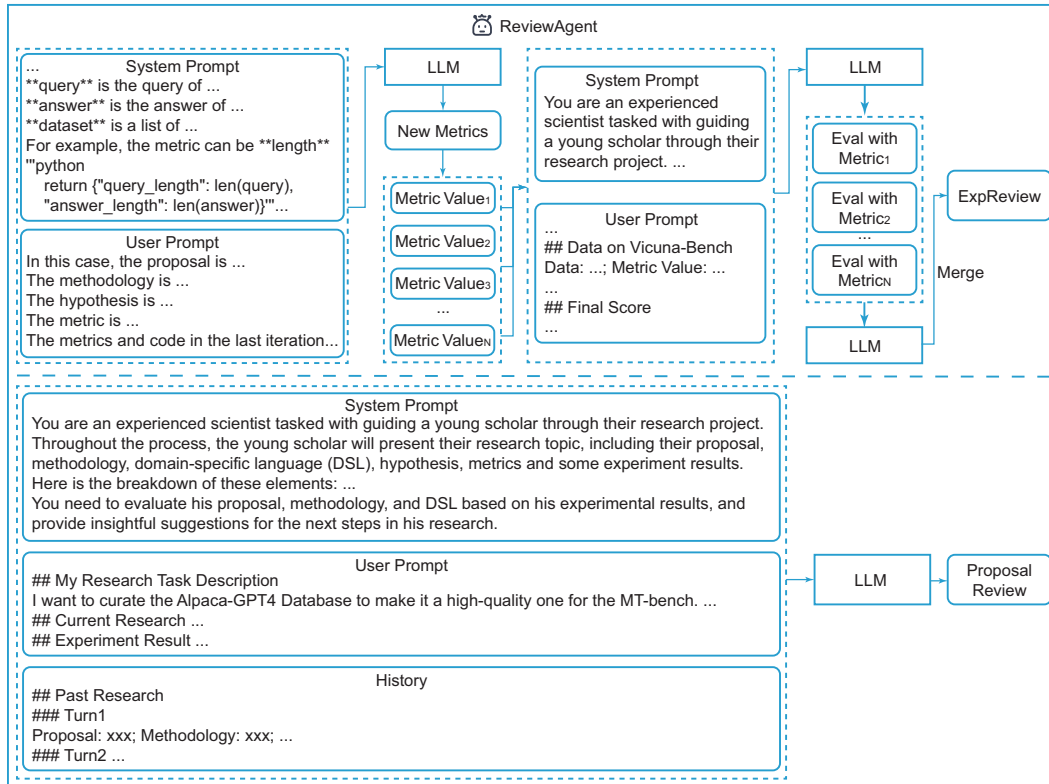 ReviewAgent
...
System Prompt
**query** is the query of ...
**answer** is the answer of ...
**dataset** is a list of ...
For example, the metric can be **length**
'''python
return {"query_length": len(query),
"answer_length": len(answer)}'''...
User Prompt
In this case, the proposal is ...
The methodology is ...
The hypothesis is ...
The metric is ...
The metrics and code in the last iteration...
LLM
New Metrics
Metric Value1
Metric Value2
Metric Value3
...
Metric ValueN
System Prompt
You are an experienced
scientist tasked with guiding
a young scholar through their
research project. ...
User Prompt
...
## Data on Vicuna-Bench
Data: ...; Metric Value: ...
...
## Final Score
...
LLM
Eval with
Metric1
Eval with
Metric2
...
Eval with
MetricN
LLM
Merge
ExpReview
System Prompt
You are an experienced scientist tasked with guiding a young scholar through their research project.
Throughout the process, the young scholar will present their research topic, including their proposal,
methodology, domain-specific language (DSL), hypothesis, metrics and some experiment results.
Here is the breakdown of these elements: ...
You need to evaluate his proposal, methodology, and DSL based on his experimental results, and
provide insightful suggestions for the next steps in his research.
User Prompt
## My Research Task Description
I want to curate the Alpaca-GPT4 Database to make it a high-quality one for the MT-bench. ...
## Current Research ...
## Experiment Result ...
History
## Past Research
### Turn1
Proposal: xxx; Methodology: xxx; ...
### Turn2 ...
LLM
Proposal
Review